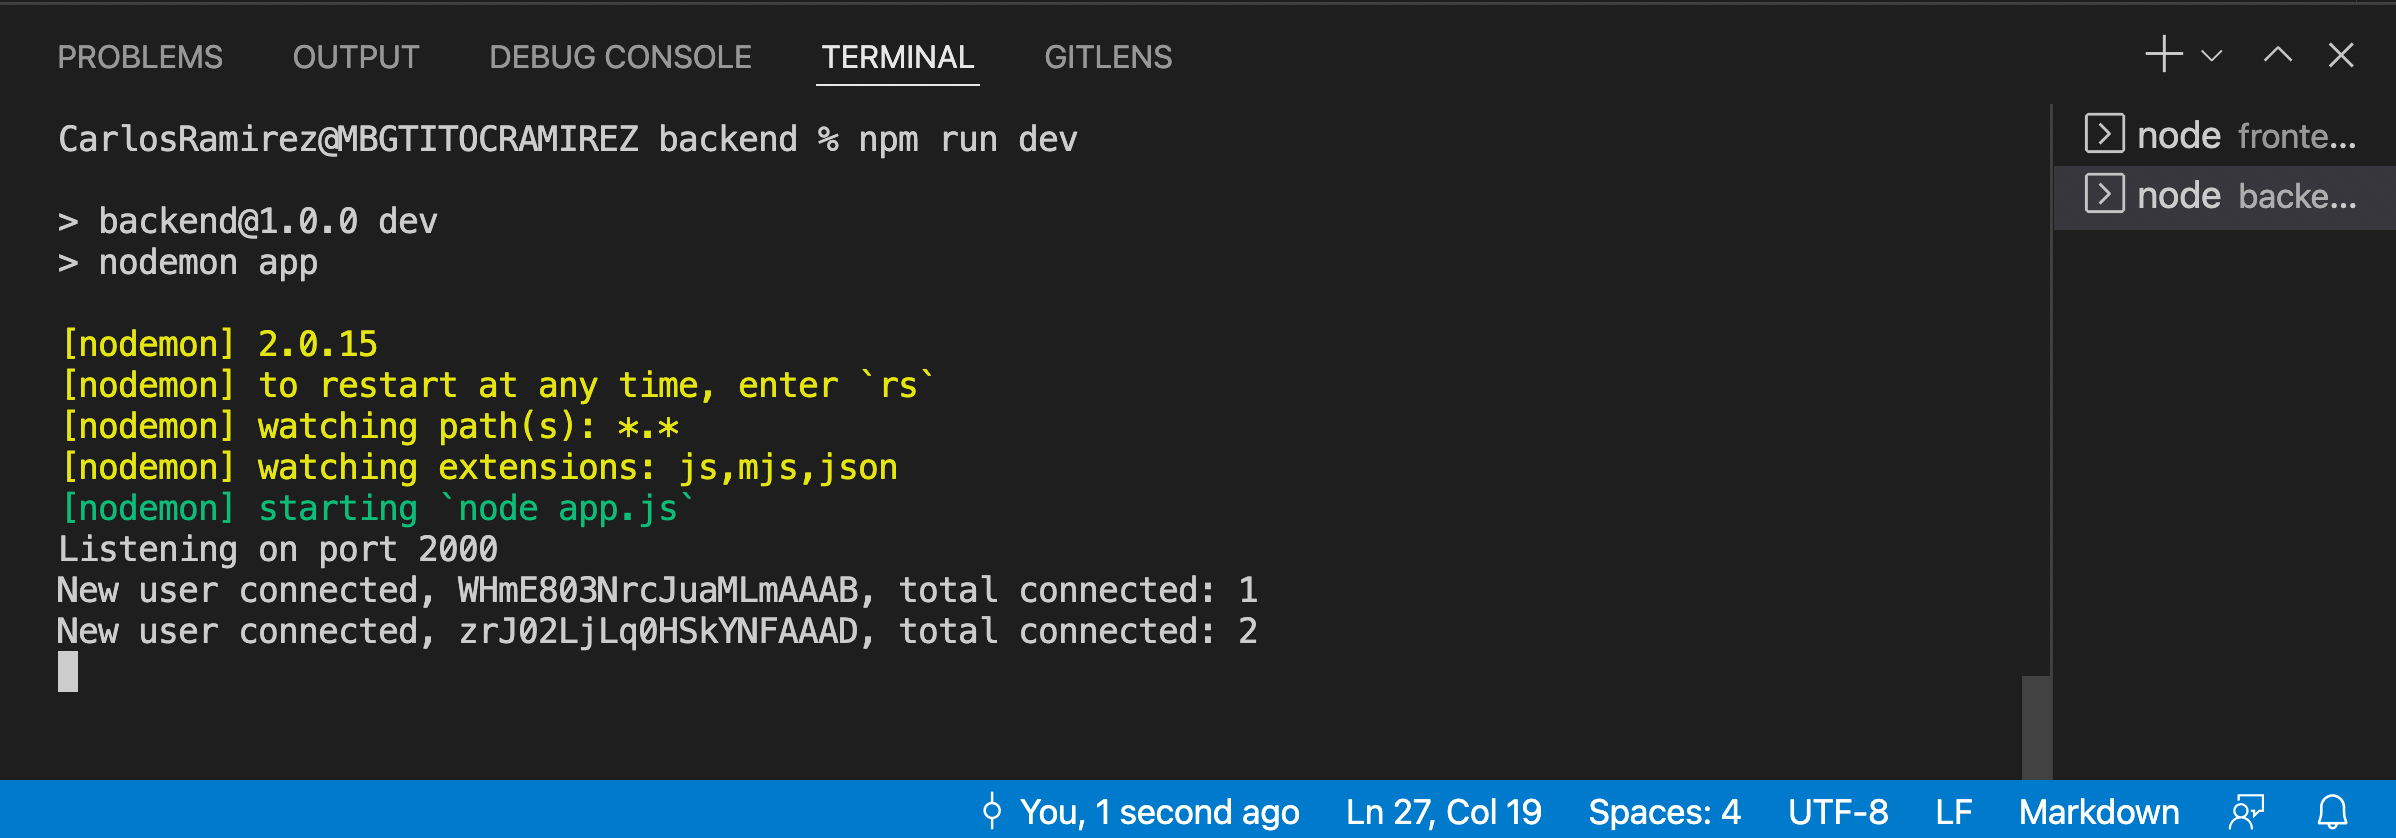 PROBLEMS OUTPUT DEBUG CONSOLE TERMINAL GITLENS
CarlosRamirez@MBGTITOCRAMIREZ backend % npm run dev
> backend@1.0.0 dev
> nodemon app
[nodemon] 2.0.15
[nodemon] to restart at any time, enter `rs`
[nodemon] watching path(s): *.*
[nodemon] watching extensions: js,mjs,json
[nodemon] starting `node app.js`
Listening on port 2000
New user connected, WHmE803NrcJuaMLmAAAB, total connected: 1
New user connected, zrJ02LjLq0HSkYNFAAAD, total connected: 2
node fronte...
node backe...
You, 1 second ago Ln 27, Col 19 Spaces: 4 UTF-8 LF Markdown